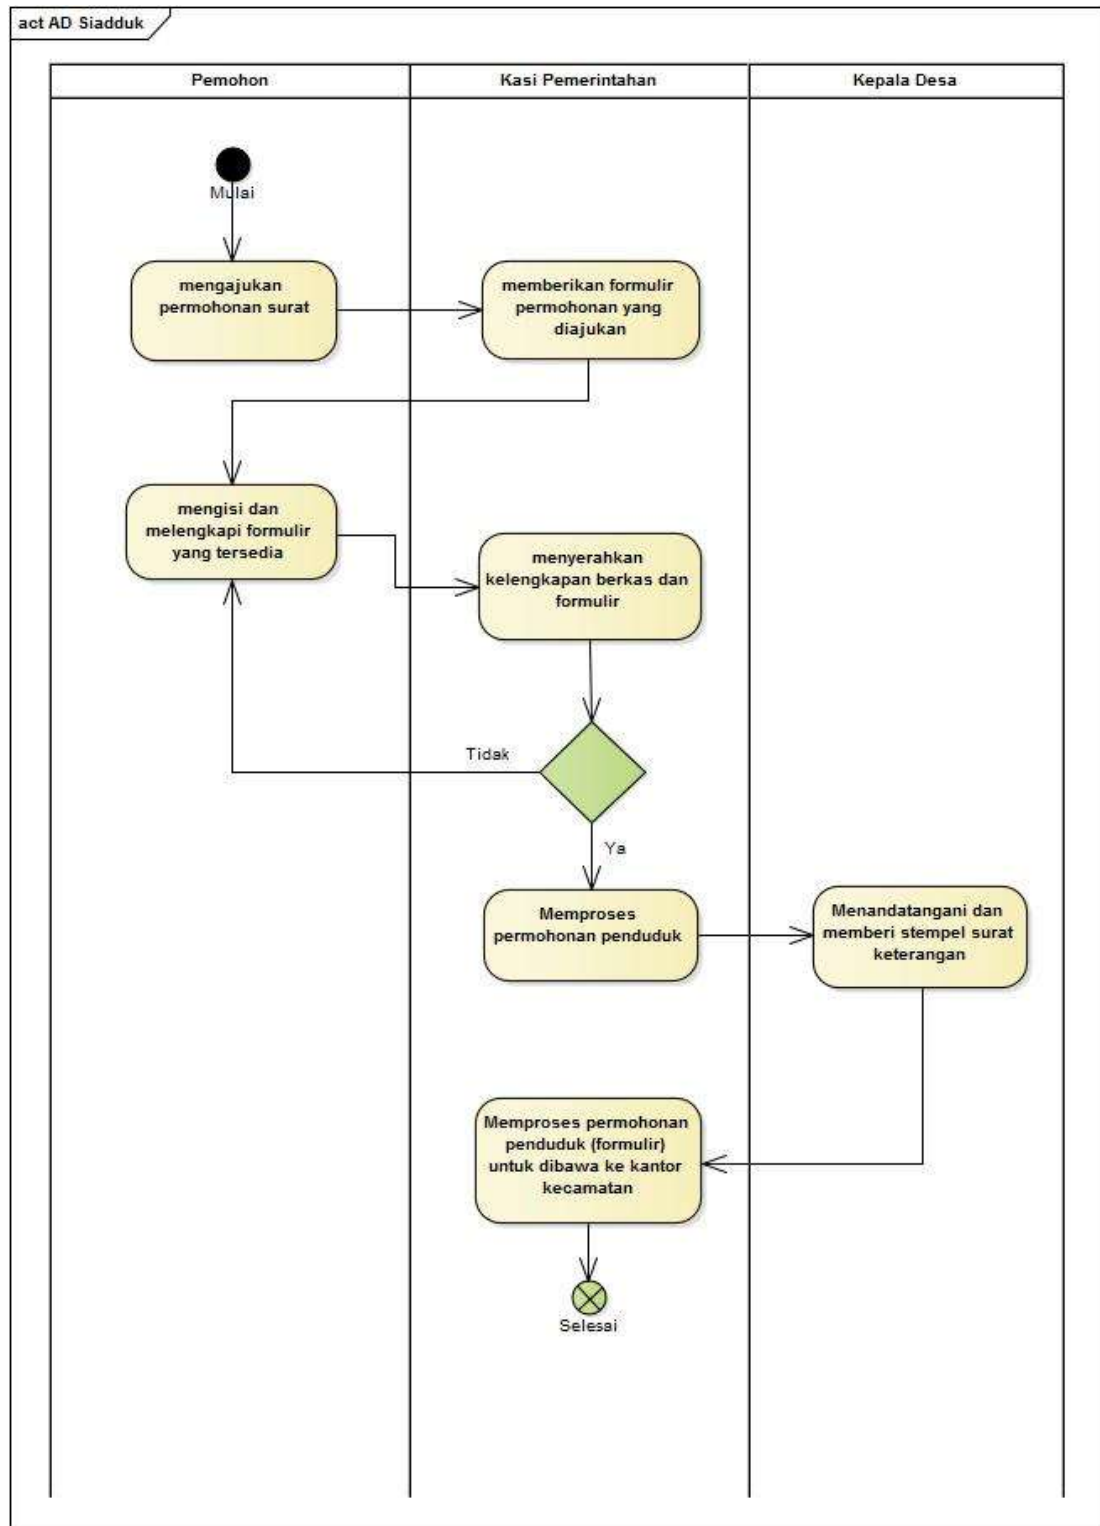 act AD Siadduk
Pemohon
Kasi Pemerintahan
Kepala Desa
Mulai
mengajukan
permohonan surat
memberikan formulir
permohonan yang
diajukan
mengisi dan
melengkapi formulir
yang tersedia
menyerahkan
kelengkapan berkas dan
formulir
Tidak
Ya
Memproses
permohonan penduduk
Menandatangani dan
memberi stempel surat
keterangan
Memproses permohonan
penduduk (formulir)
untuk dibawa ke kantor
kecamatan
Selesai